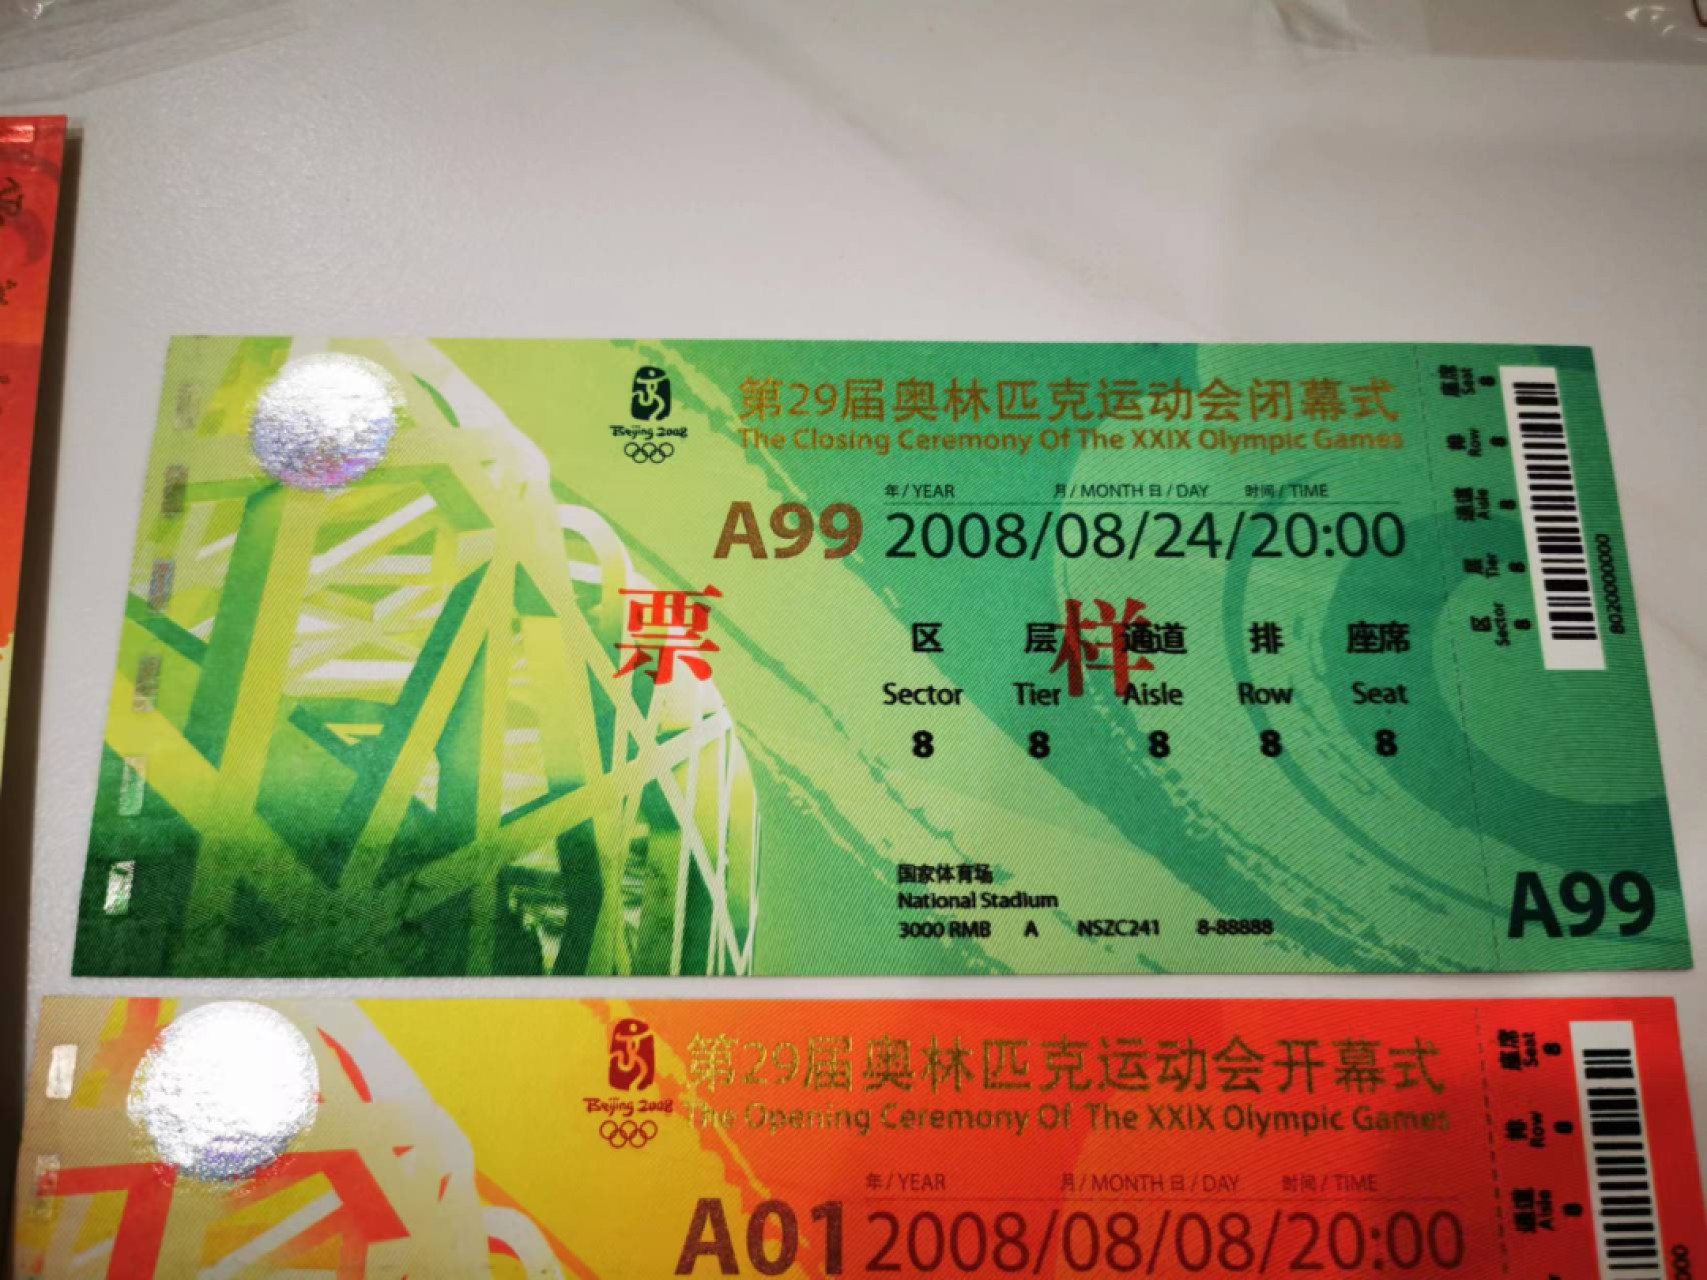 Beijing 2008
第29届奥林匹克运动会闭幕式
The Closing Ceremony Of The XXIX Olympic Games
年/YEAR 月/MONTH 日/DAY 时间/TIME
A99 2008/08/24/20:00
票 样
区 层 通道 排 座席
Sector Tier Aisle Row Seat
8 8 8 8 8
国家体育场
National Stadium
3000 RMB A NSZC241 8-88888
A99
座席 Seat 8
排 Row 8
通道 Aisle 8
层 Tier 8
区 Sector 8
802000000
Beijing 2008
第29届奥林匹克运动会开幕式
The Opening Ceremony Of The XXIX Olympic Games
年/YEAR 月/MONTH 日/DAY 时间/TIME
A01 2008/08/08/20:00
座席 Seat 8
排 Row 8
通道 Aisle 8